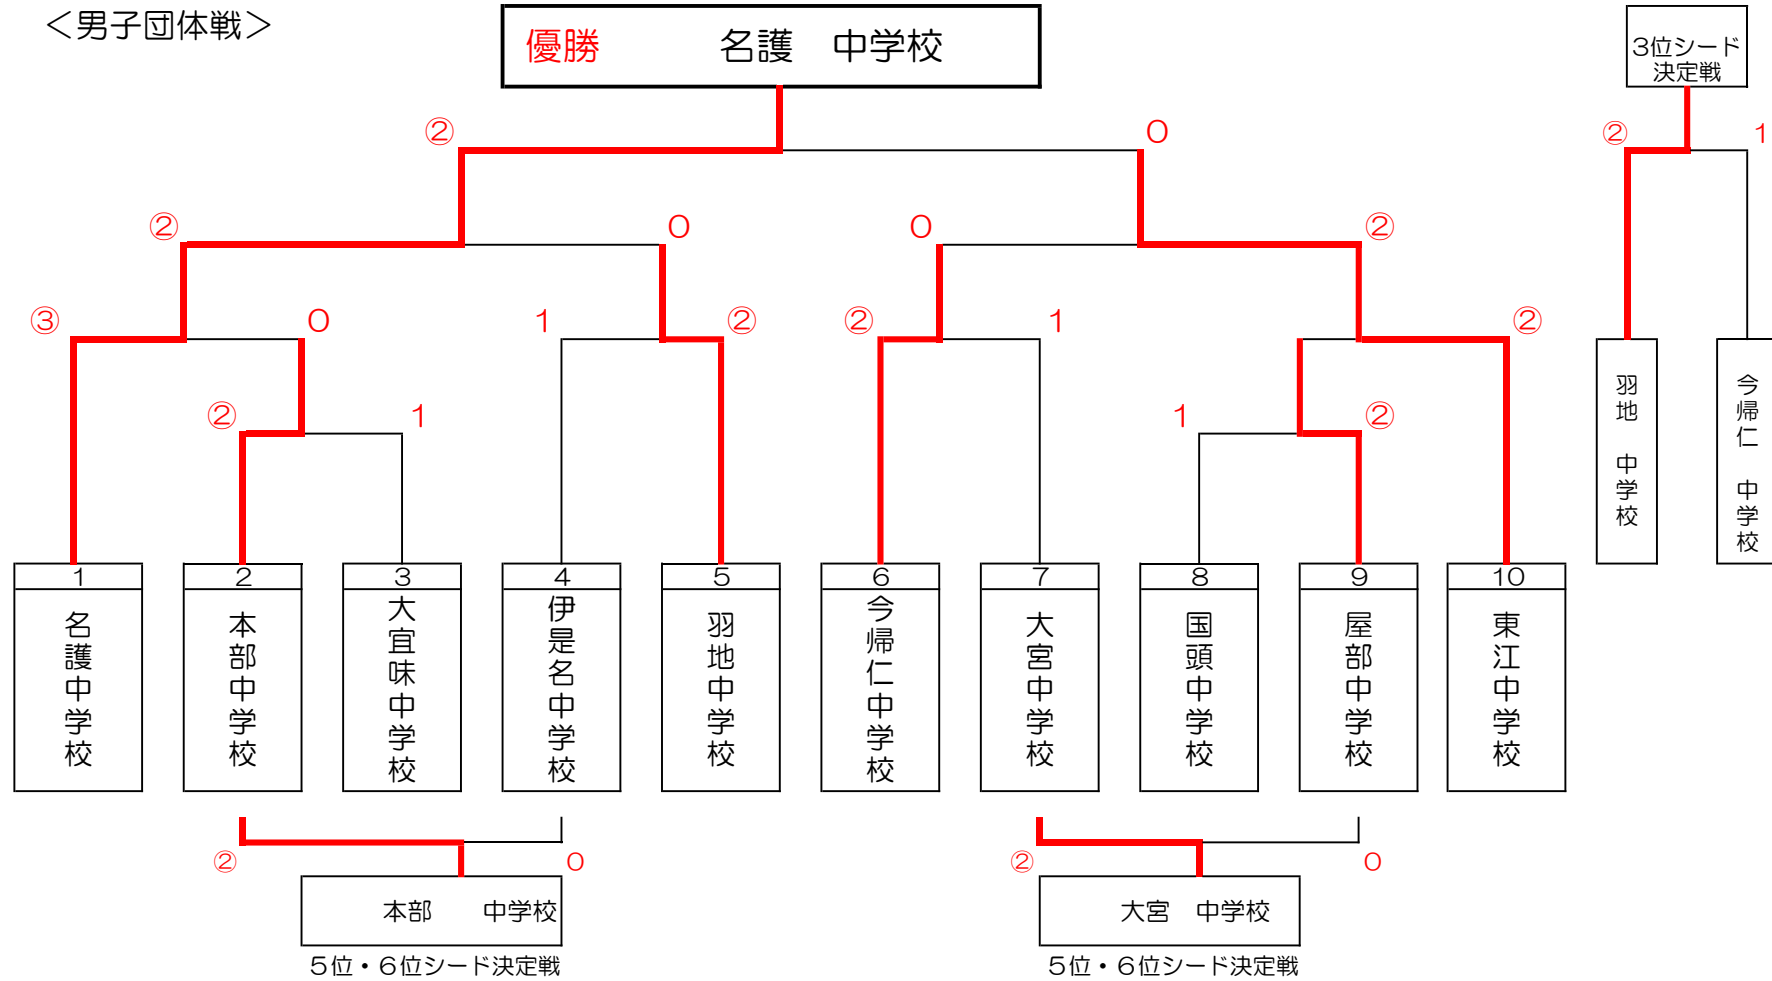 ＜男子団体戦＞
優勝　名護　中学校
3位シード
決定戦
② 0 ② 1
② 0 0 ②
③ 0 1 ② ② 1 ②
② 1 1 ②
羽地　中学校
今帰仁　中学校
1 2 3 4 5 6 7 8 9 10
名護中学校
本部中学校
大宜味中学校
伊是名中学校
羽地中学校
今帰仁中学校
大宮中学校
国頭中学校
屋部中学校
東江中学校
② 0 ② 0
本部　中学校
大宮　中学校
5位・6位シード決定戦
5位・6位シード決定戦